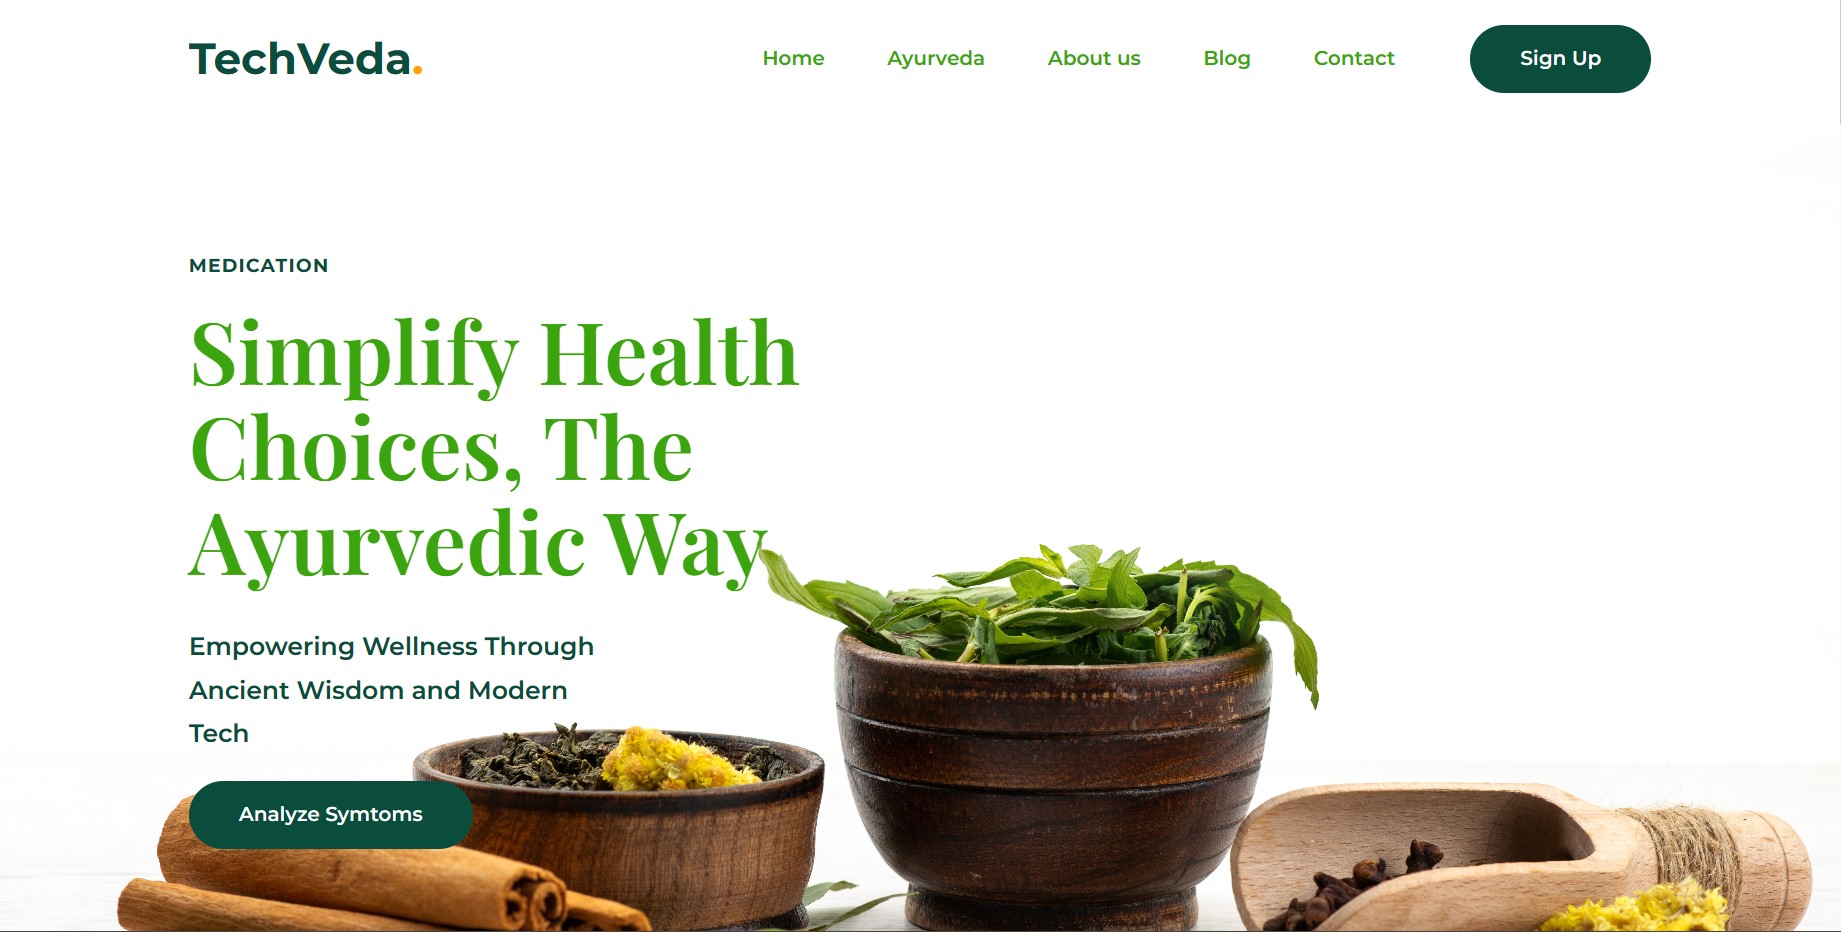 TechVeda.
Home Ayurveda About us Blog Contact Sign Up
MEDICATION
Simplify Health
Choices, The
Ayurvedic Way
Empowering Wellness Through
Ancient Wisdom and Modern
Tech
Analyze Symtoms